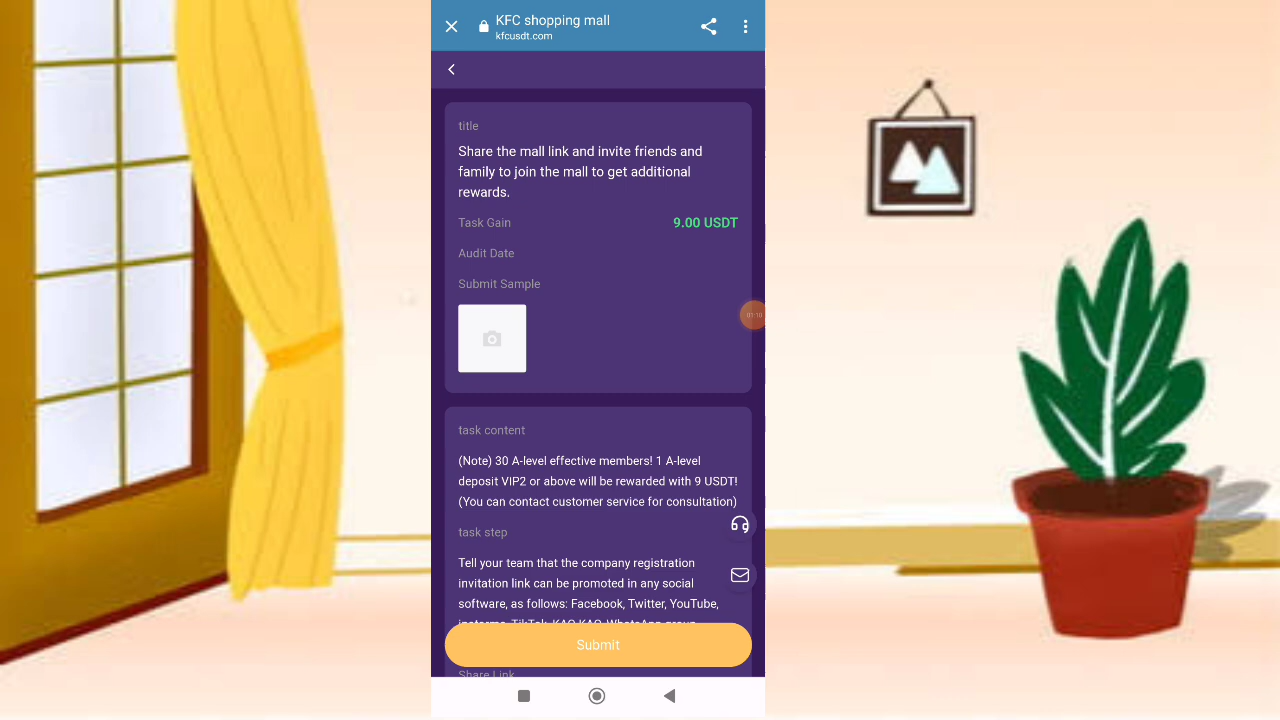 KFC shopping mall
kfcusdt.com
title
Share the mall link and invite friends and
family to join the mall to get additional
rewards.
Task Gain 9.00 USDT
Audit Date
Submit Sample
01:10
task content
(Note) 30 A-level effective members! 1 A-level
deposit VIP2 or above will be rewarded with 9 USDT!
(You can contact customer service for consultation)
task step
Tell your team that the company registration
invitation link can be promoted in any social
software, as follows: Facebook, Twitter, YouTube,
Submit
Share Link